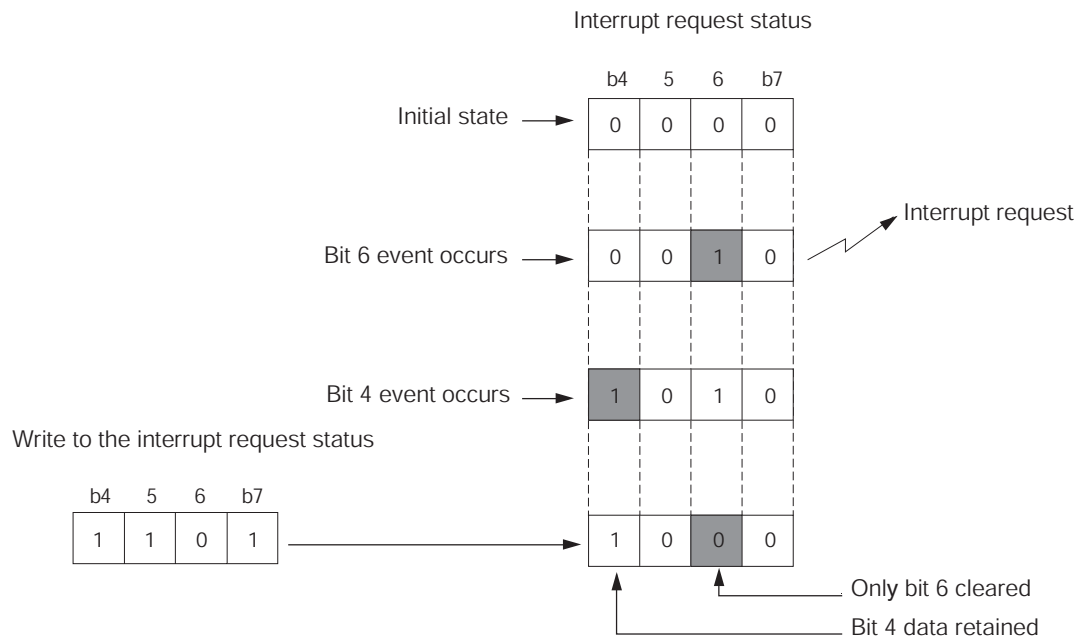 Interrupt request status
b4 5 6 b7
Initial state 0 0 0 0
Interrupt request
Bit 6 event occurs 0 0 1 0
Bit 4 event occurs 1 0 1 0
Write to the interrupt request status
b4 5 6 b7
1 1 0 1 1 0 0 0
Only bit 6 cleared
Bit 4 data retained